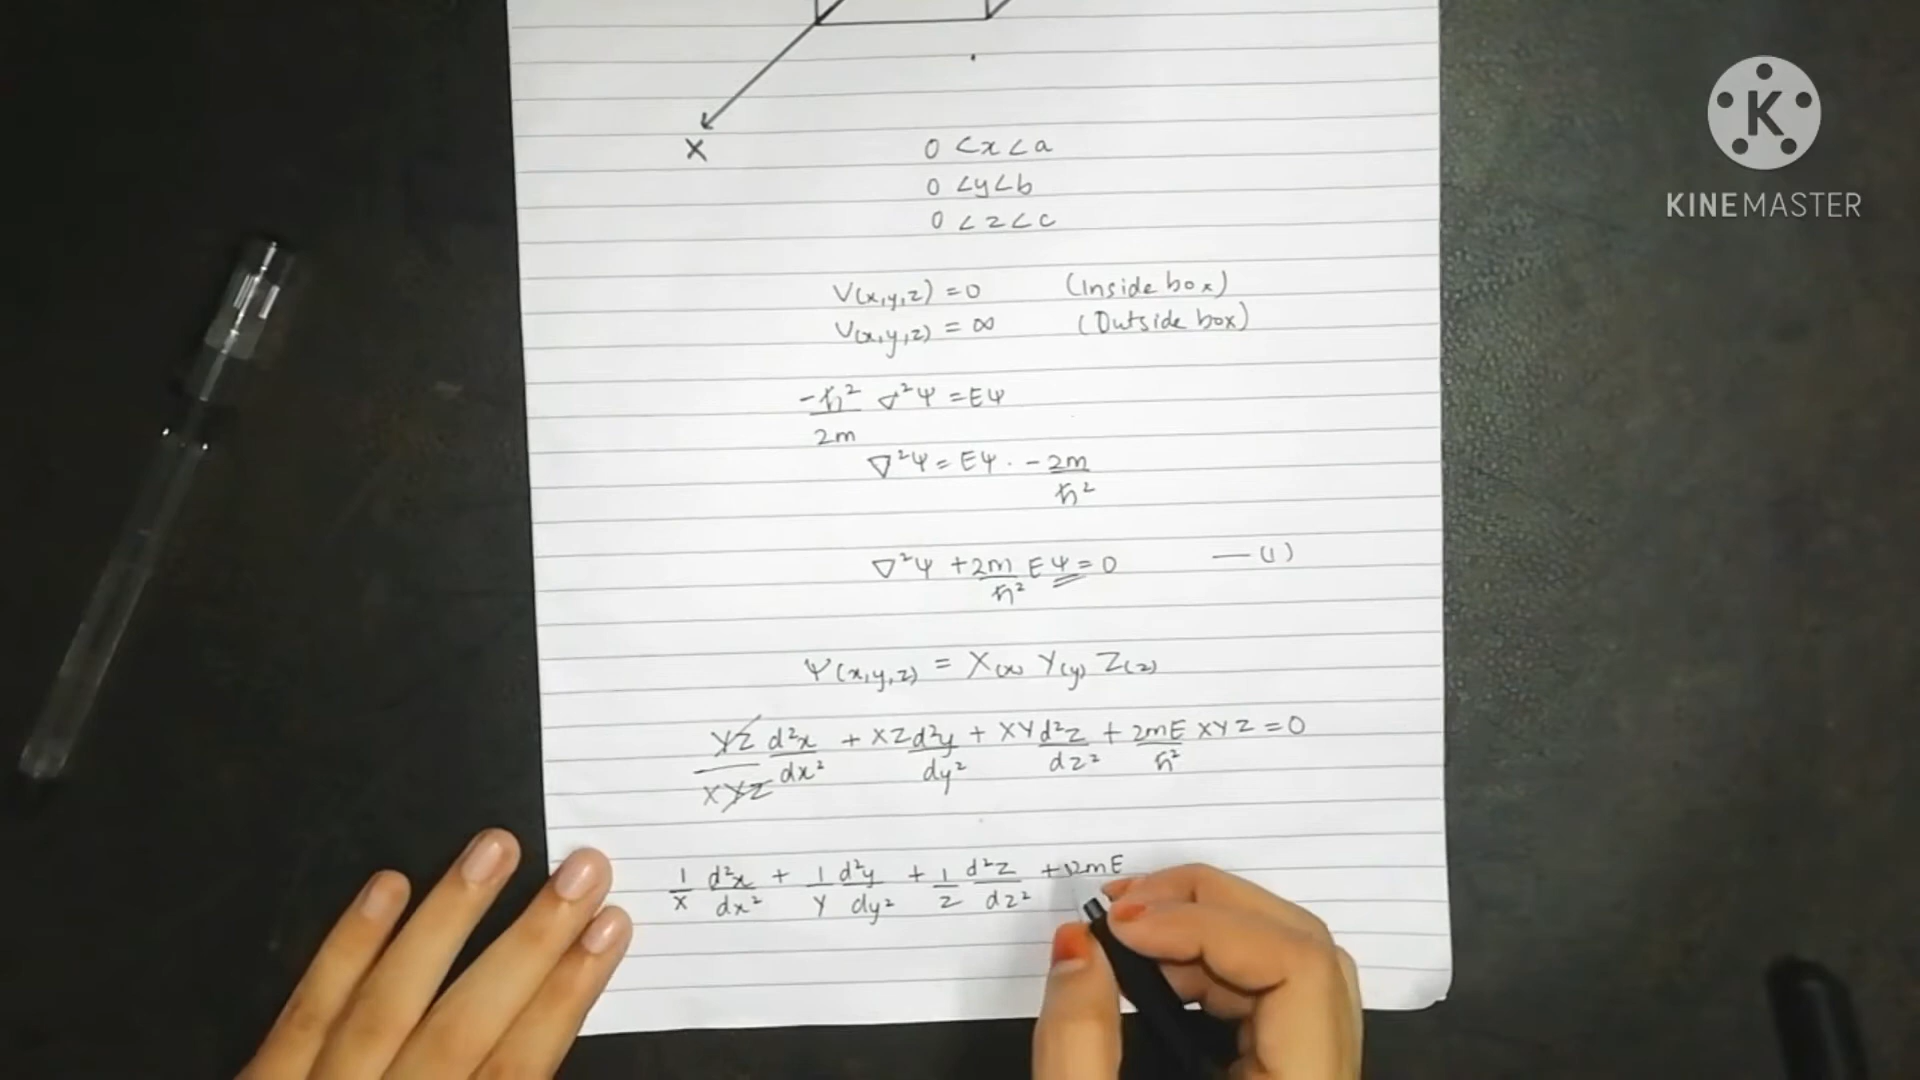 K
KINEMASTER
X
0 <x<a
0 <y<b
0 <z<c
V(x,y,z) = 0 (Inside box)
V(x,y,z) = ∞ (Outside box)
-ℏ²/2m ∇²Ψ = EΨ
∇²Ψ = EΨ · -2m/ℏ²
∇²Ψ + 2m/ℏ² EΨ = 0 — (1)
Ψ(x,y,z) = X(x) Y(y) Z(z)
YZ/XYZ d²x/dx² + XZ d²y/dy² + XY d²z/dz² + 2mE/ℏ² XYZ = 0
1/X d²x/dx² + 1/Y d²y/dy² + 1/Z d²z/dz² + 2mE